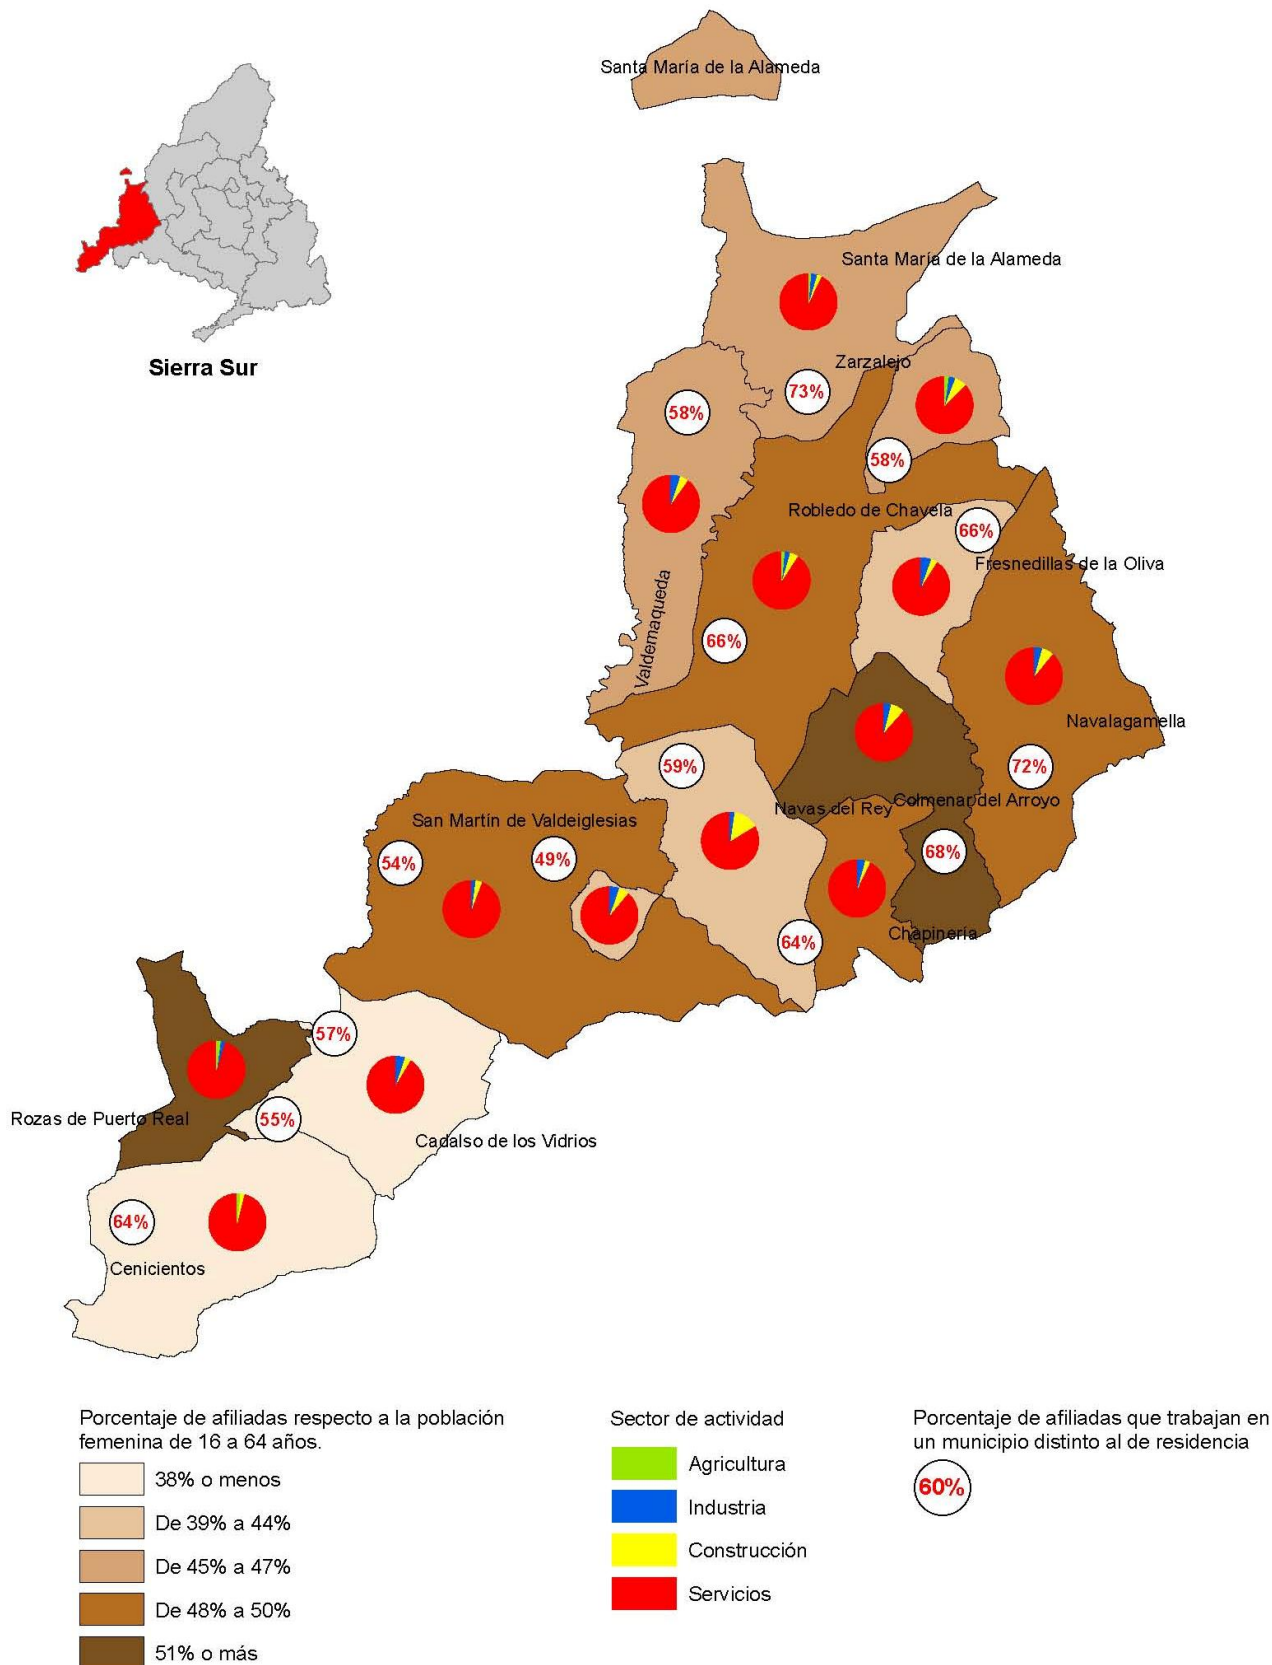 Santa María de la Alameda
Sierra Sur
Santa María de la Alameda
Zarzalejo
73%
58%
58%
Robledo de Chavela
66%
Fresnedillas de la Oliva
Valdemaqueda
66%
Navalagamella
59%
72%
Colmenar del Arroyo
Navas del Rey
San Martín de Valdeiglesias
54%
49%
68%
64%
Chapinería
57%
Rozas de Puerto Real
55%
Cadalso de los Vidrios
64%
Cenicientos
Porcentaje de afiliadas respecto a la población
femenina de 16 a 64 años.
38% o menos
De 39% a 44%
De 45% a 47%
De 48% a 50%
51% o más
Sector de actividad
Agricultura
Industria
Construcción
Servicios
Porcentaje de afiliadas que trabajan en
un municipio distinto al de residencia
60%